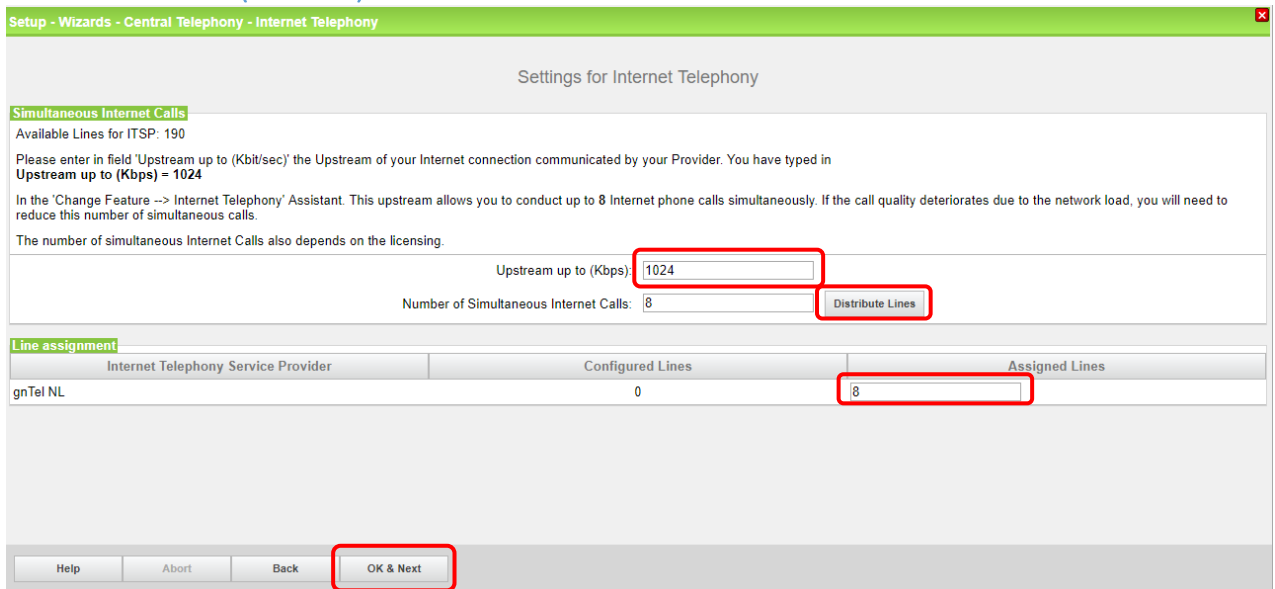 Setup - Wizards - Central Telephony - Internet Telephony
Settings for Internet Telephony
Simultaneous Internet Calls
Available Lines for ITSP: 190
Please enter in field 'Upstream up to (Kbit/sec)' the Upstream of your Internet connection communicated by your Provider. You have typed in
Upstream up to (Kbps) = 1024
In the 'Change Feature --> Internet Telephony' Assistant. This upstream allows you to conduct up to 8 Internet phone calls simultaneously. If the call quality deteriorates due to the network load, you will need to
reduce this number of simultaneous calls.
The number of simultaneous Internet Calls also depends on the licensing.
Upstream up to (Kbps): 1024
Number of Simultaneous Internet Calls: 8 Distribute Lines
Line assignment
Internet Telephony Service Provider Configured Lines Assigned Lines
gnTel NL 0 8
Help Abort Back OK & Next